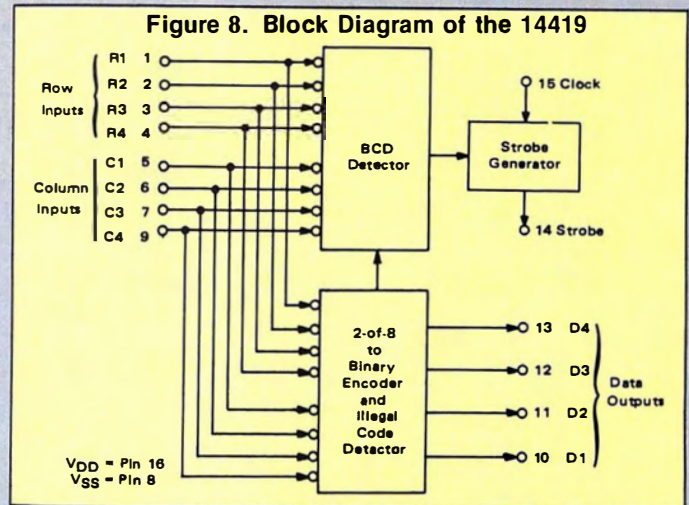 Figure 8. Block Diagram of the 14419
Row
Inputs
R1 1
R2 2
R3 3
R4 4
Column
Inputs
C1 5
C2 6
C3 7
C4 9
BCD
Detector
15 Clock
Strobe
Generator
14 Strobe
2-of-8
to
Binary
Encoder
and
Illegal
Code
Detactor
13 D4
12 D3
11 D2
10 D1
Data
Outputs
VDD = Pin 16
VSS = Pin 8